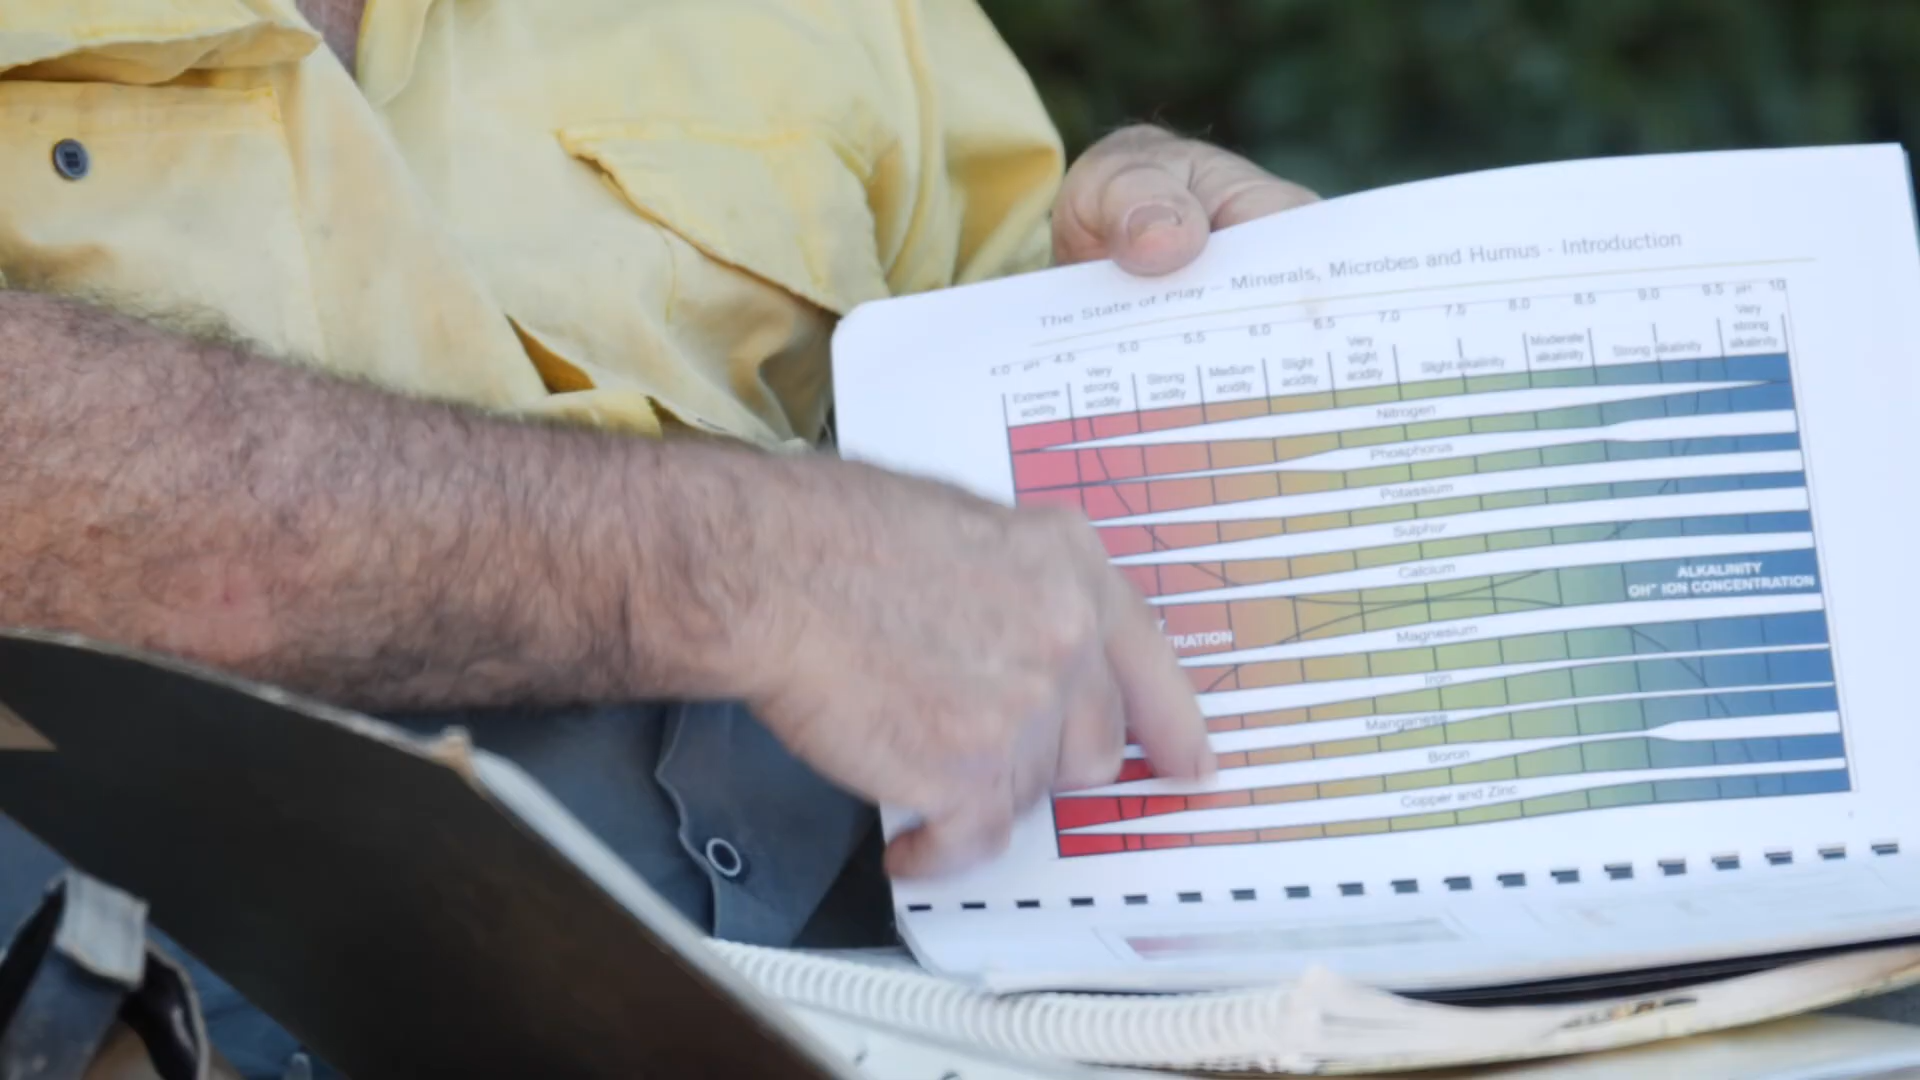 The State of Play – Minerals, Microbes and Humus - Introduction
4.0 pH 4.5 5.0 5.5 6.0 6.5 7.0 7.5 8.0 8.5 9.0 9.5 pH 10
Extreme acidity
Very strong acidity
Strong acidity
Medium acidity
Slight acidity
Very slight acidity
Slight alkalinity
Moderate alkalinity
Strong alkalinity
Very strong alkalinity
Nitrogen
Phosphorus
Potassium
Sulphur
Calcium
ALKALINITY
OH⁻ ION CONCENTRATION
Y
RATION
Magnesium
Iron
Manganese
Boron
Copper and Zinc